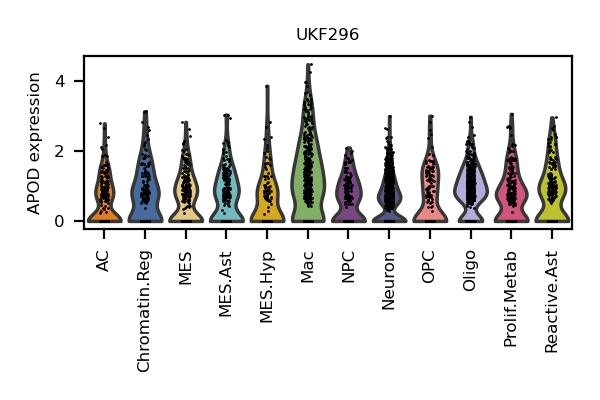 UKF296
APOD expression
4
2
0
AC
Chromatin.Reg
MES
MES.Ast
MES.Hyp
Mac
NPC
Neuron
OPC
Oligo
Prolif.Metab
Reactive.Ast